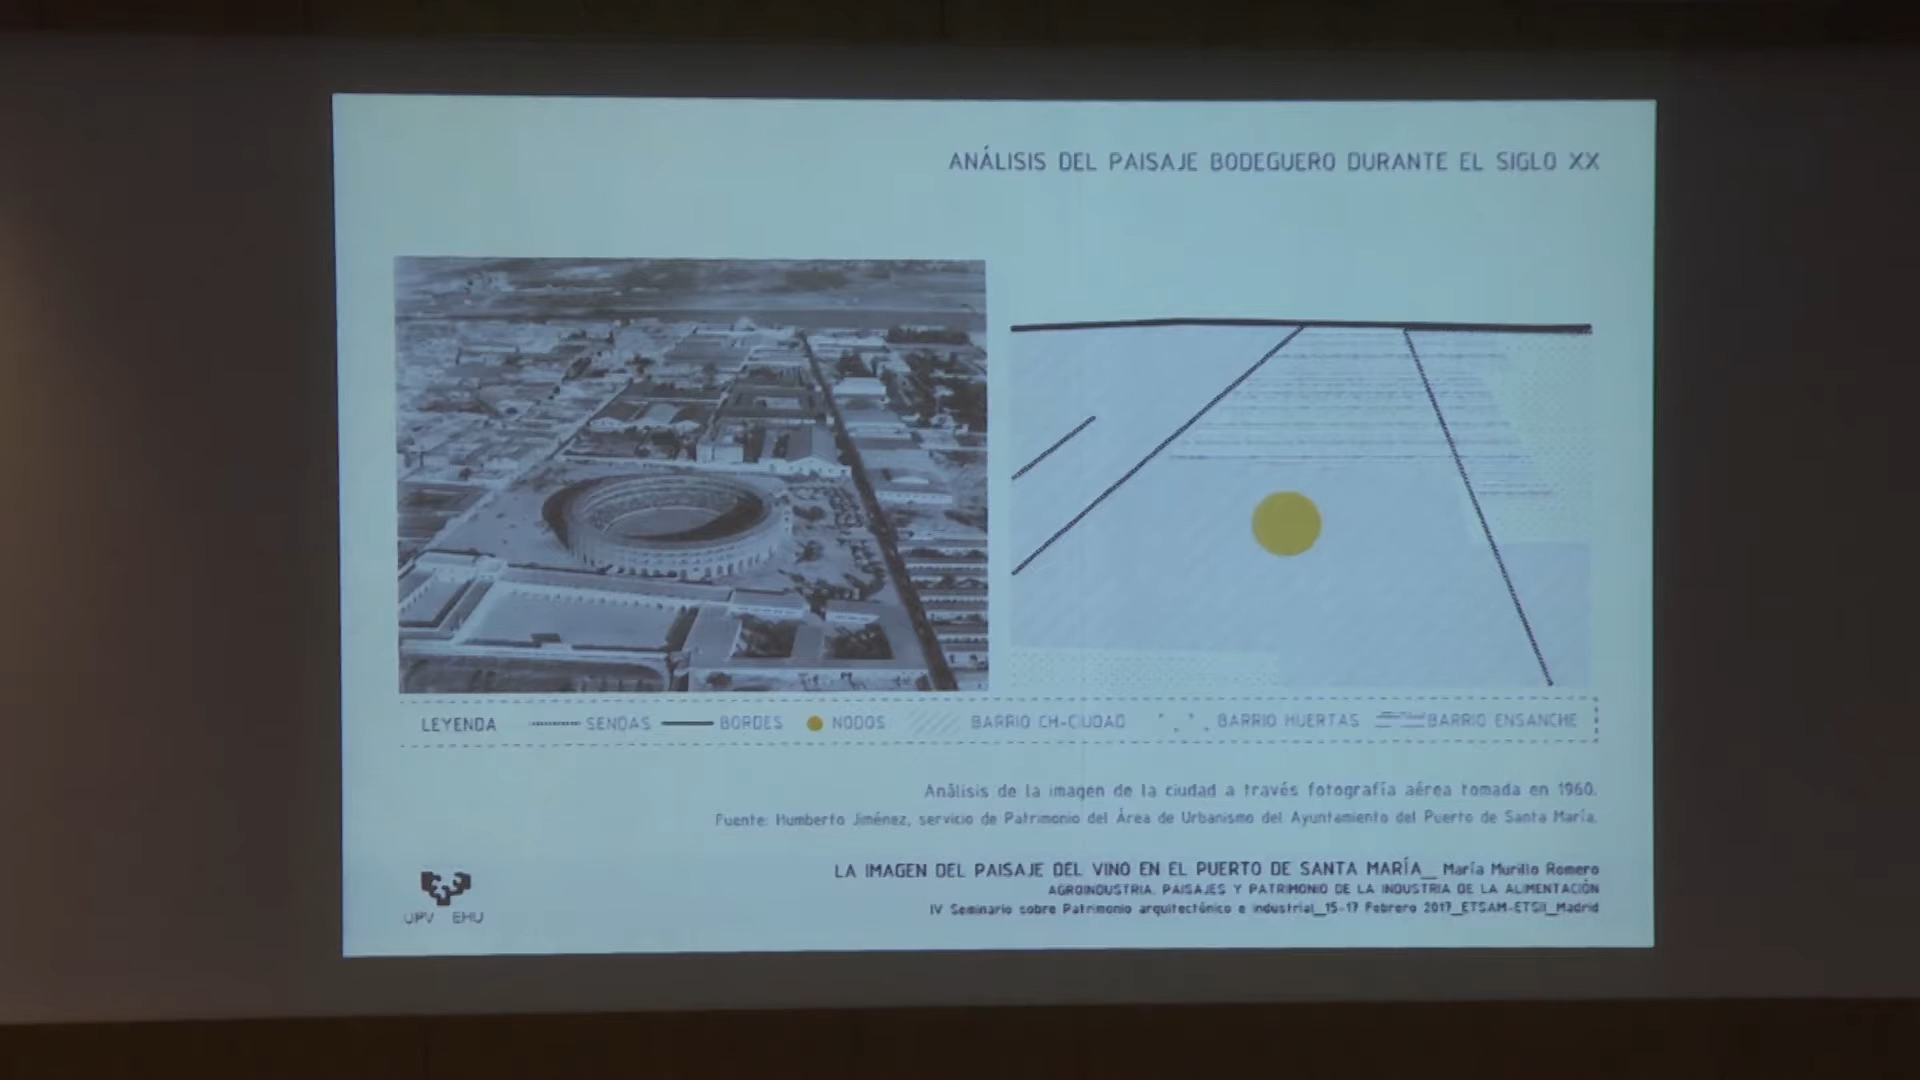 ANÁLISIS DEL PAISAJE BODEGUERO DURANTE EL SIGLO XX
LEYENDA SENDAS BORDES NODOS BARRIO CH-CIUDAD BARRIO HUERTAS BARRIO ENSANCHE
Análisis de la imagen de la ciudad a través fotografía aérea tomada en 1960.
Fuente: Humberto Jiménez, servicio de Patrimonio del Área de Urbanismo del Ayuntamiento del Puerto de Santa María.
LA IMAGEN DEL PAISAJE DEL VINO EN EL PUERTO DE SANTA MARÍA_ María Murillo Romero
AGROINDUSTRIA, PAISAJES Y PATRIMONIO DE LA INDUSTRIA DE LA ALIMENTACIÓN
IV Seminario sobre Patrimonio arquitectónico e industrial_15-17 Febrero 2017_ETSAM-ETSII_Madrid
UPV EHU